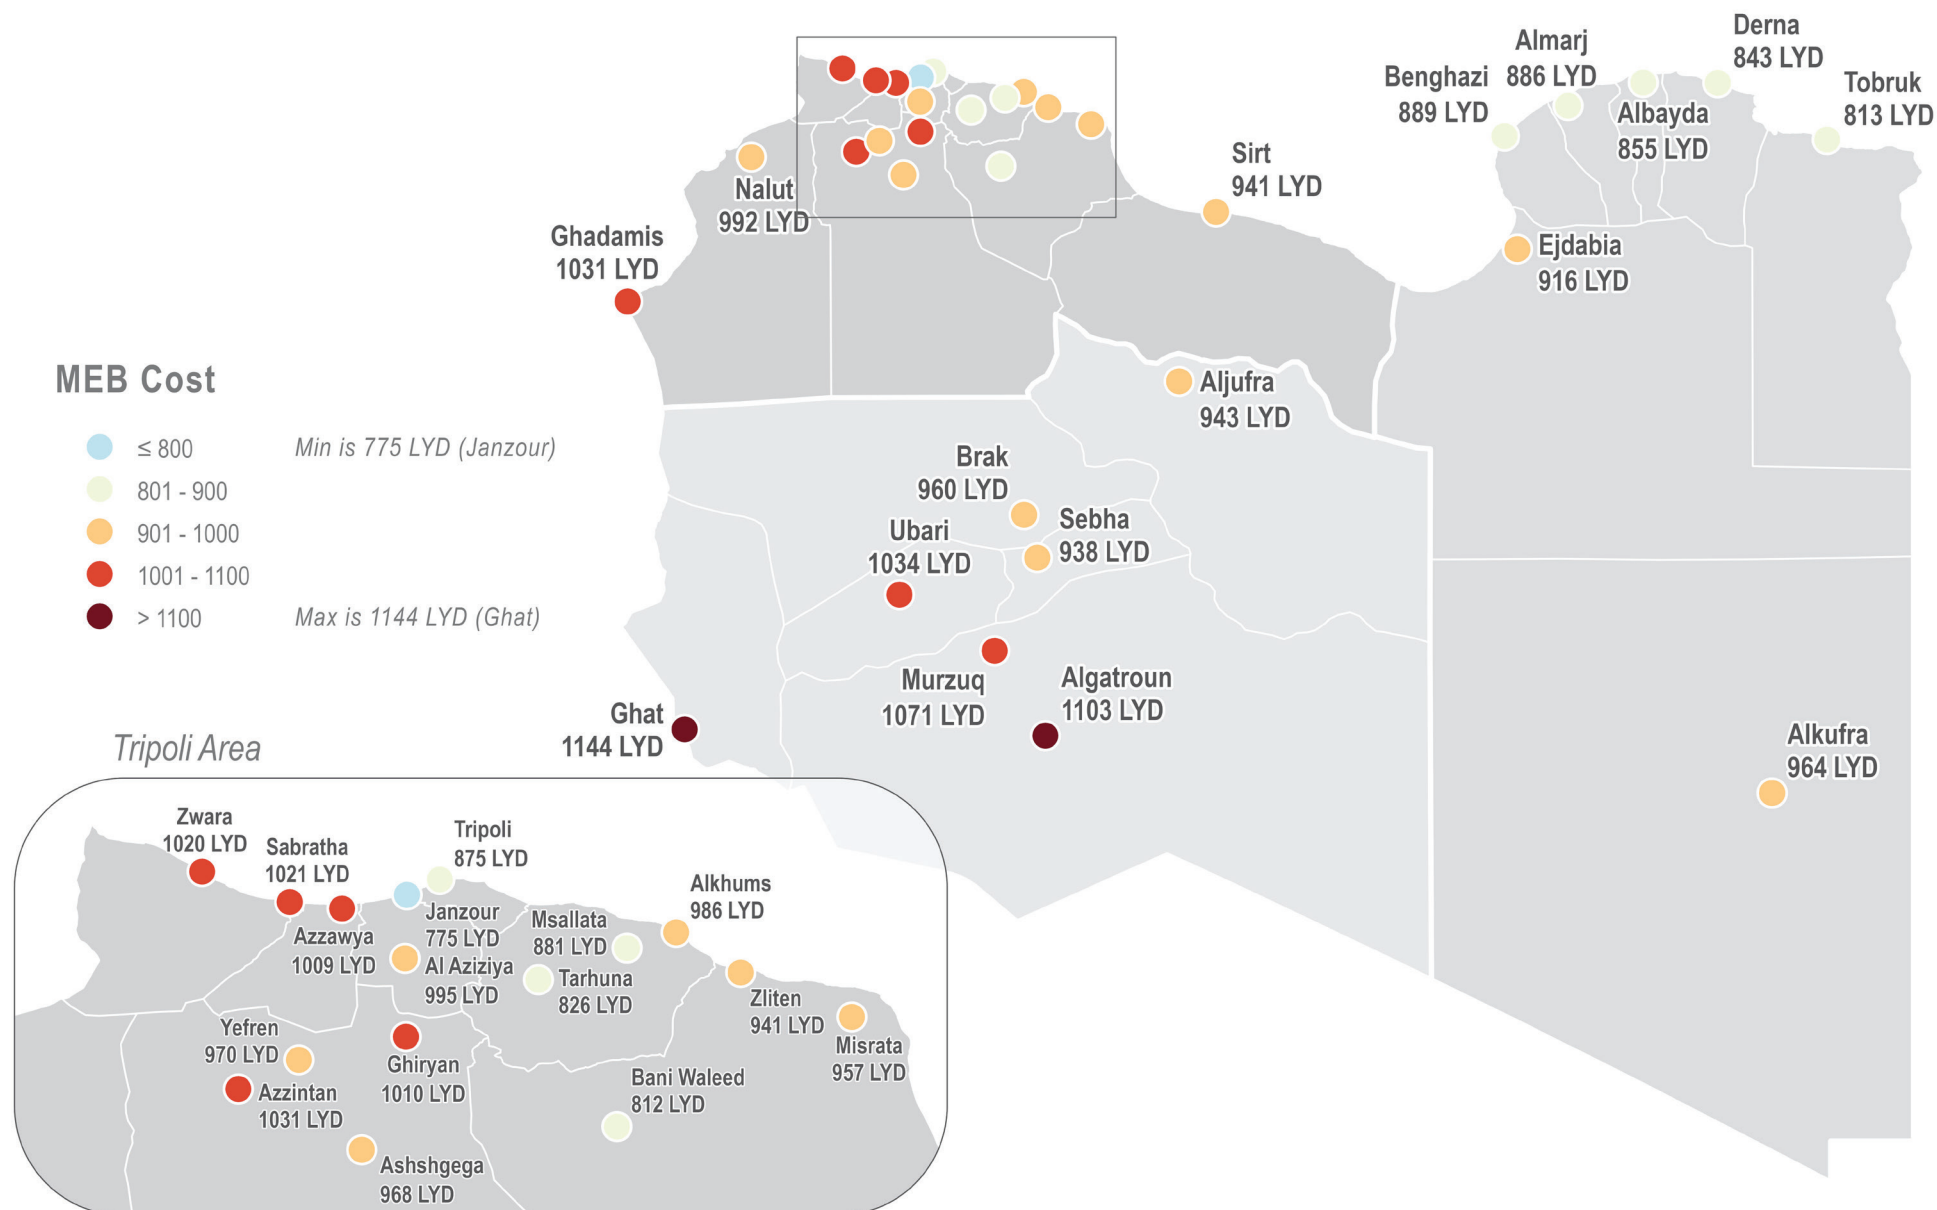 Derna
843 LYD
Almarj
886 LYD
Benghazi
889 LYD
Tobruk
813 LYD
Albayda
855 LYD
Sirt
941 LYD
Nalut
992 LYD
Ghadamis
1031 LYD
Ejdabia
916 LYD
MEB Cost
≤ 800
Min is 775 LYD (Janzour)
801 - 900
901 - 1000
1001 - 1100
> 1100
Max is 1144 LYD (Ghat)
Aljufra
943 LYD
Brak
960 LYD
Sebha
938 LYD
Ubari
1034 LYD
Murzuq
1071 LYD
Algatroun
1103 LYD
Ghat
1144 LYD
Alkufra
964 LYD
Tripoli Area
Zwara
1020 LYD
Sabratha
1021 LYD
Tripoli
875 LYD
Alkhums
986 LYD
Janzour
775 LYD
Msallata
881 LYD
Azzawya
1009 LYD
Al Aziziya
995 LYD
Tarhuna
826 LYD
Zliten
941 LYD
Yefren
970 LYD
Misrata
957 LYD
Ghiryan
1010 LYD
Bani Waleed
812 LYD
Azzintan
1031 LYD
Ashshgega
968 LYD